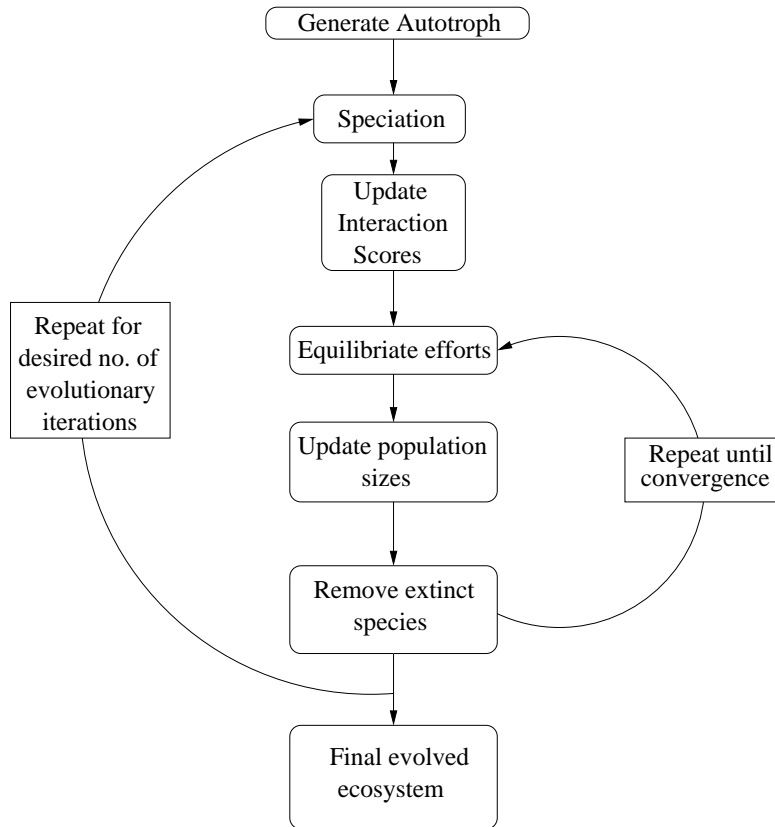 Generate Autotroph
Speciation
Update
Interaction
Scores
Repeat for
desired no. of
evolutionary
iterations
Equilibriate efforts
Update population
sizes
Repeat until
convergence
Remove extinct
species
Final evolved
ecosystem